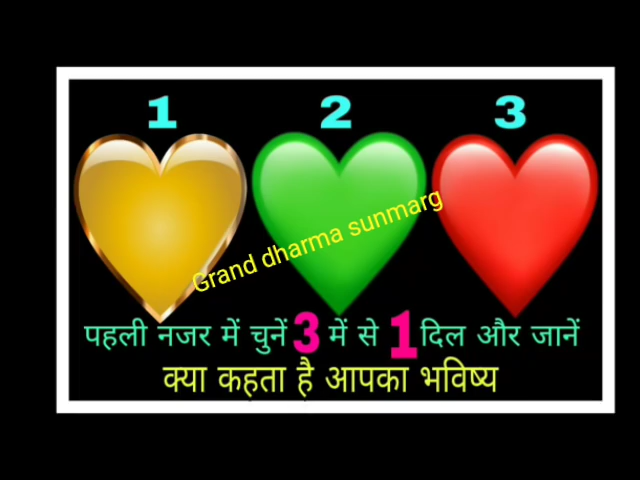 1 2 3
Grand dharma sunmarg
पहली नजर में चुनें 3 में से 1 दिल और जानें
क्या कहता है आपका भविष्य